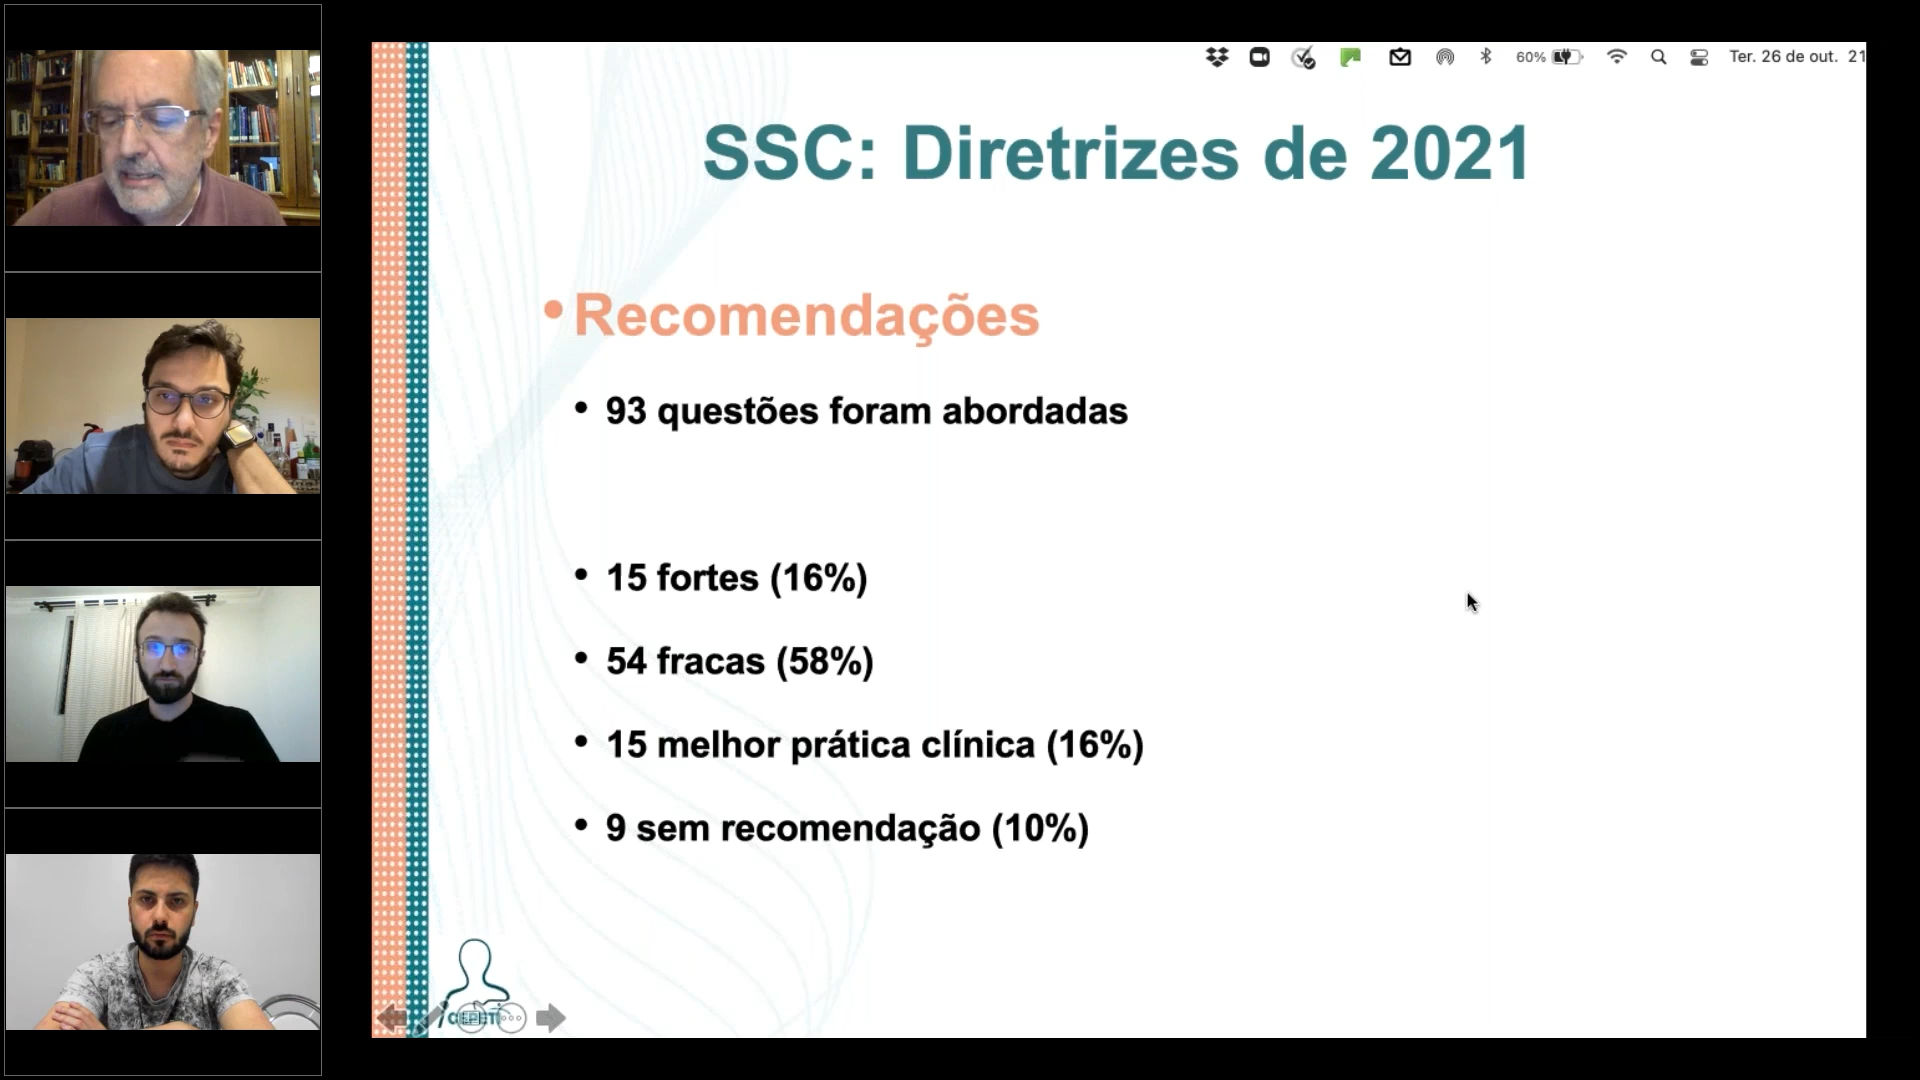 60%
Ter. 26 de out. 21
SSC: Diretrizes de 2021
• Recomendações
• 93 questões foram abordadas
• 15 fortes (16%)
• 54 fracas (58%)
• 15 melhor prática clínica (16%)
• 9 sem recomendação (10%)
CEPETI